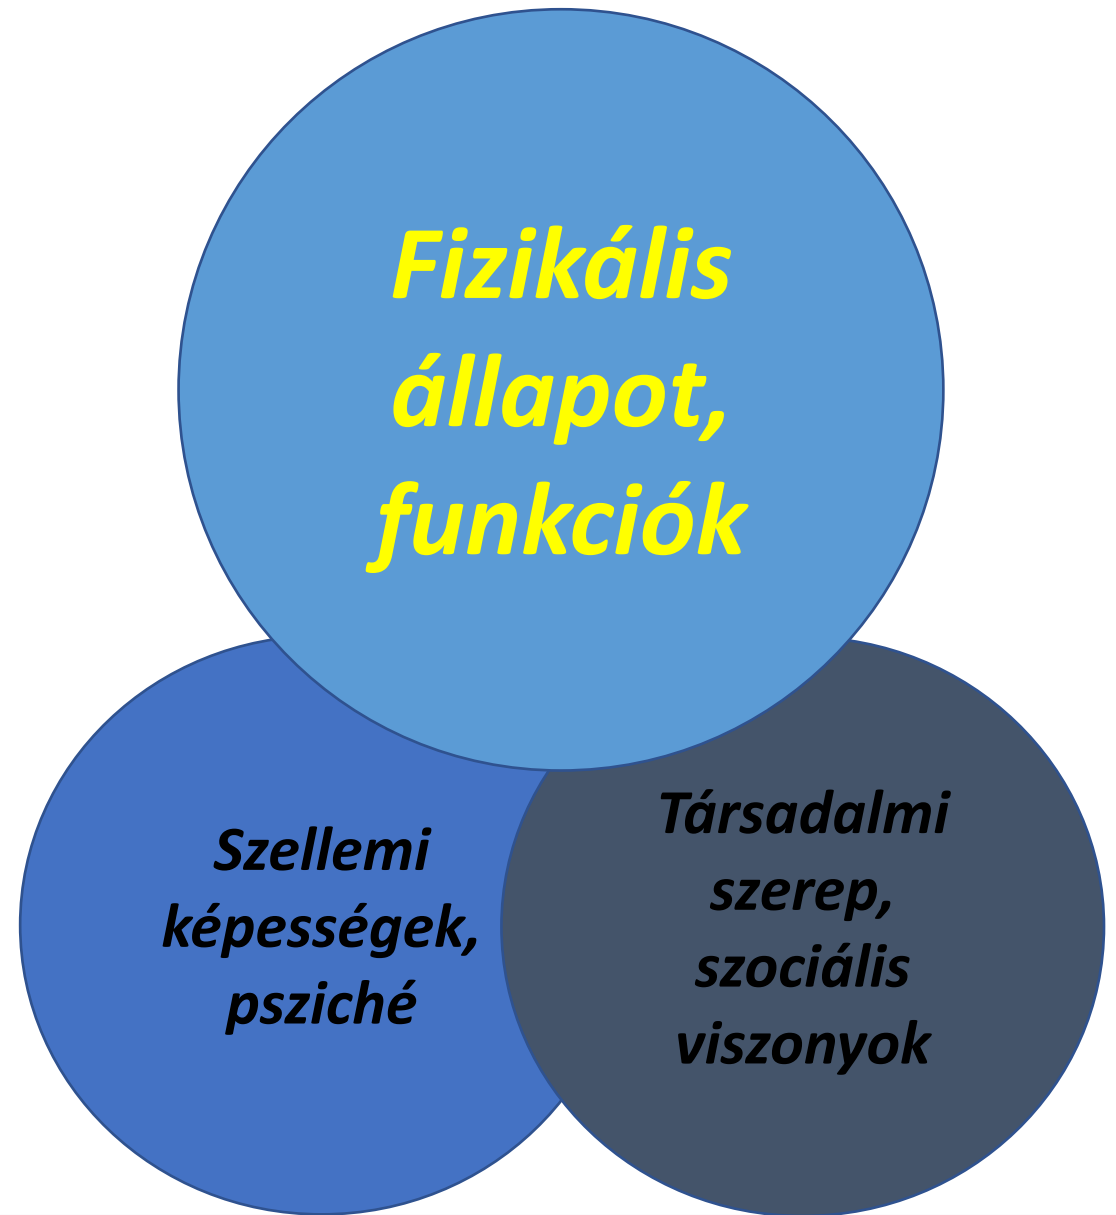 Fizikális
állapot,
funkciók
Szellemi
képességek,
psziché
Társadalmi
szerep,
szociális
viszonyok